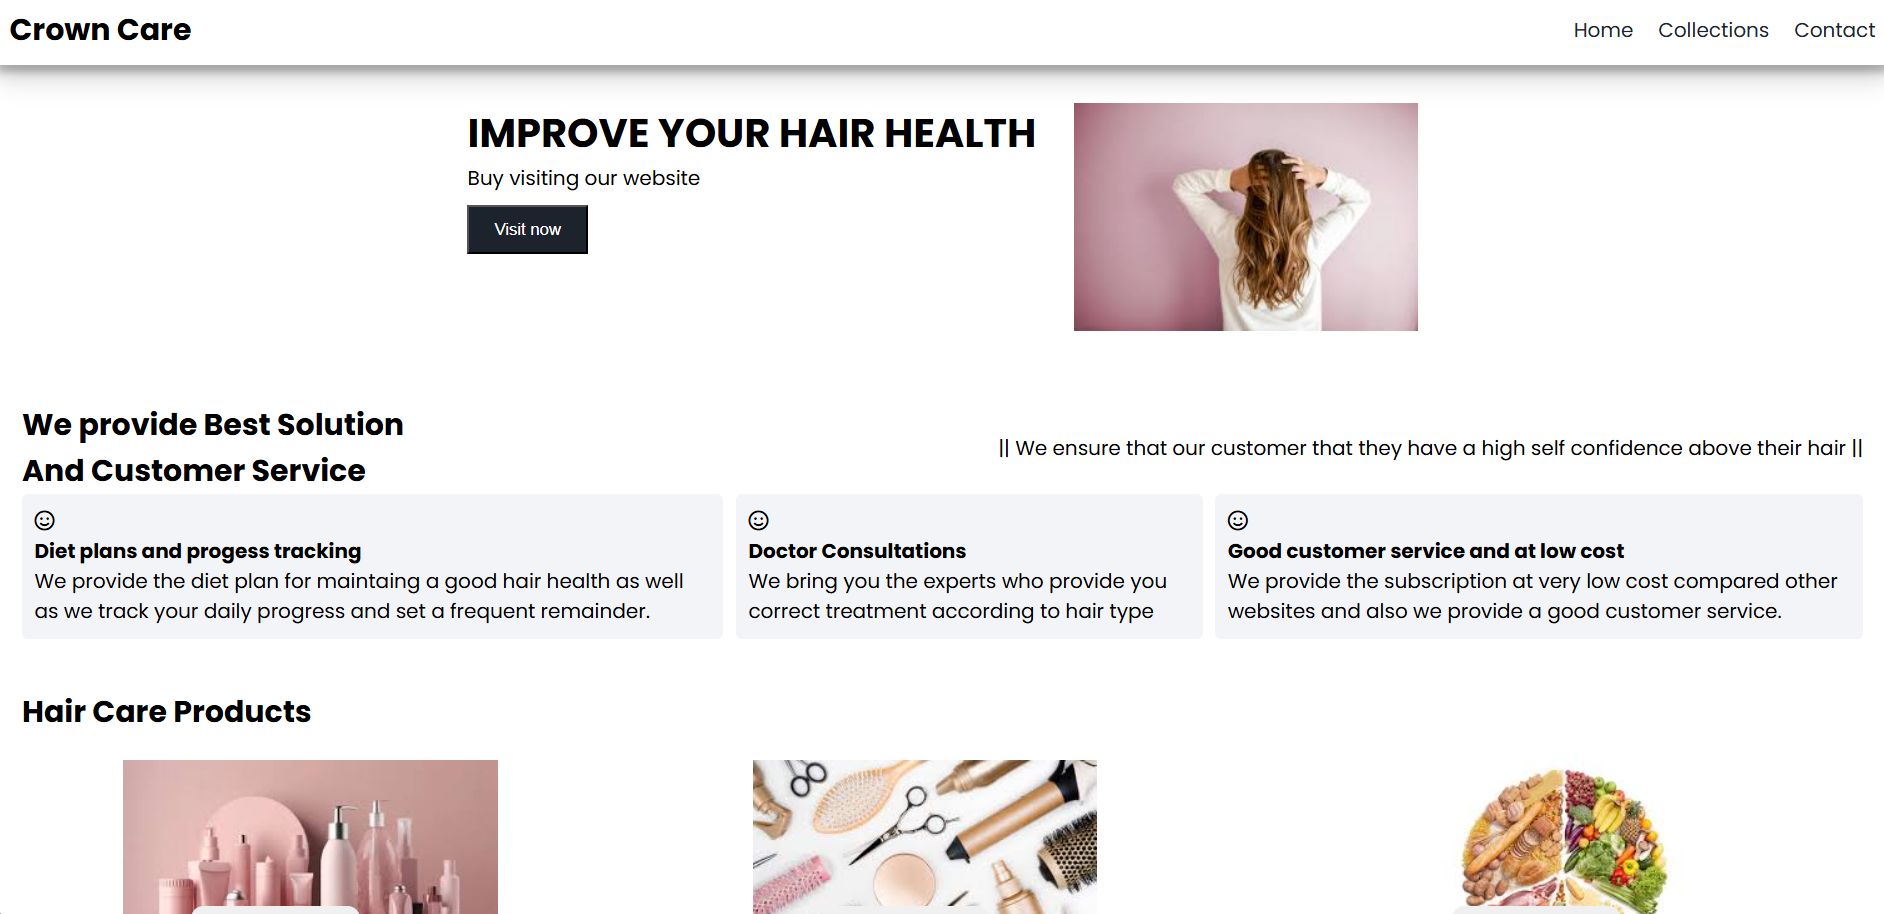 Crown Care
Home Collections Contact
IMPROVE YOUR HAIR HEALTH
Buy visiting our website
Visit now
We provide Best Solution
And Customer Service
|| We ensure that our customer that they have a high self confidence above their hair ||
Diet plans and progess tracking
We provide the diet plan for maintaing a good hair health as well
as we track your daily progress and set a frequent remainder.
Doctor Consultations
We bring you the experts who provide you
correct treatment according to hair type
Good customer service and at low cost
We provide the subscription at very low cost compared other
websites and also we provide a good customer service.
Hair Care Products